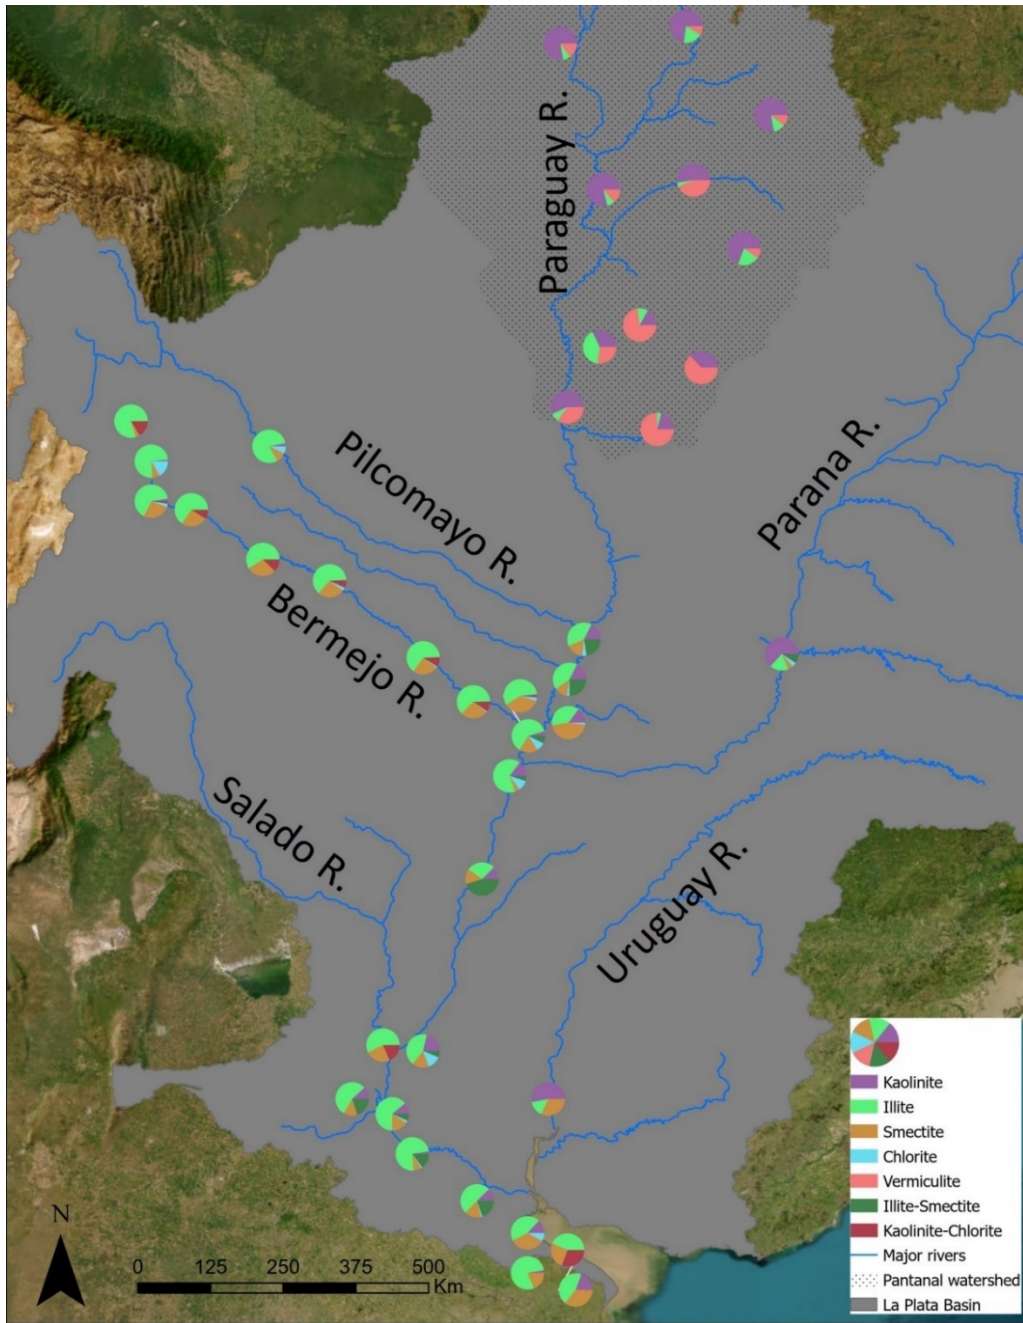 Paraguay R.
Parana R.
Pilcomayo R.
Bermejo R.
Salado R.
Uruguay R.
Kaolinite
Illite
Smectite
Chlorite
Vermiculite
Illite-Smectite
Kaolinite-Chlorite
Major rivers
Pantanal watershed
La Plata Basin
N
0 125 250 375 500
Km